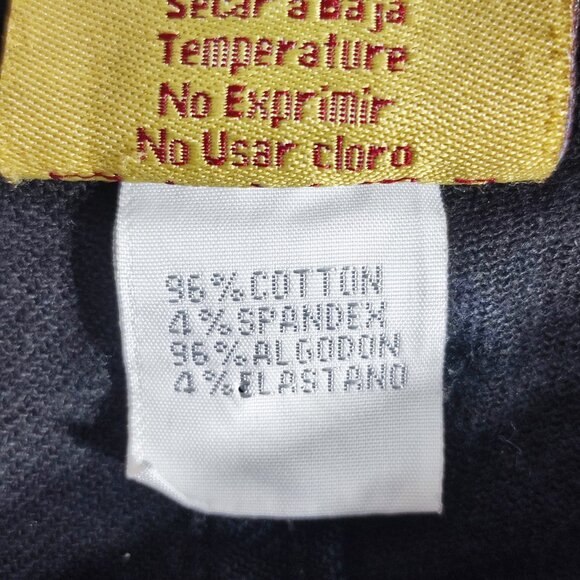 Secar a baja
Temperature
No Exprimir
No Usar cloro
96% COTTON
4% SPANDEX
96% ALGODON
4% ELASTANO